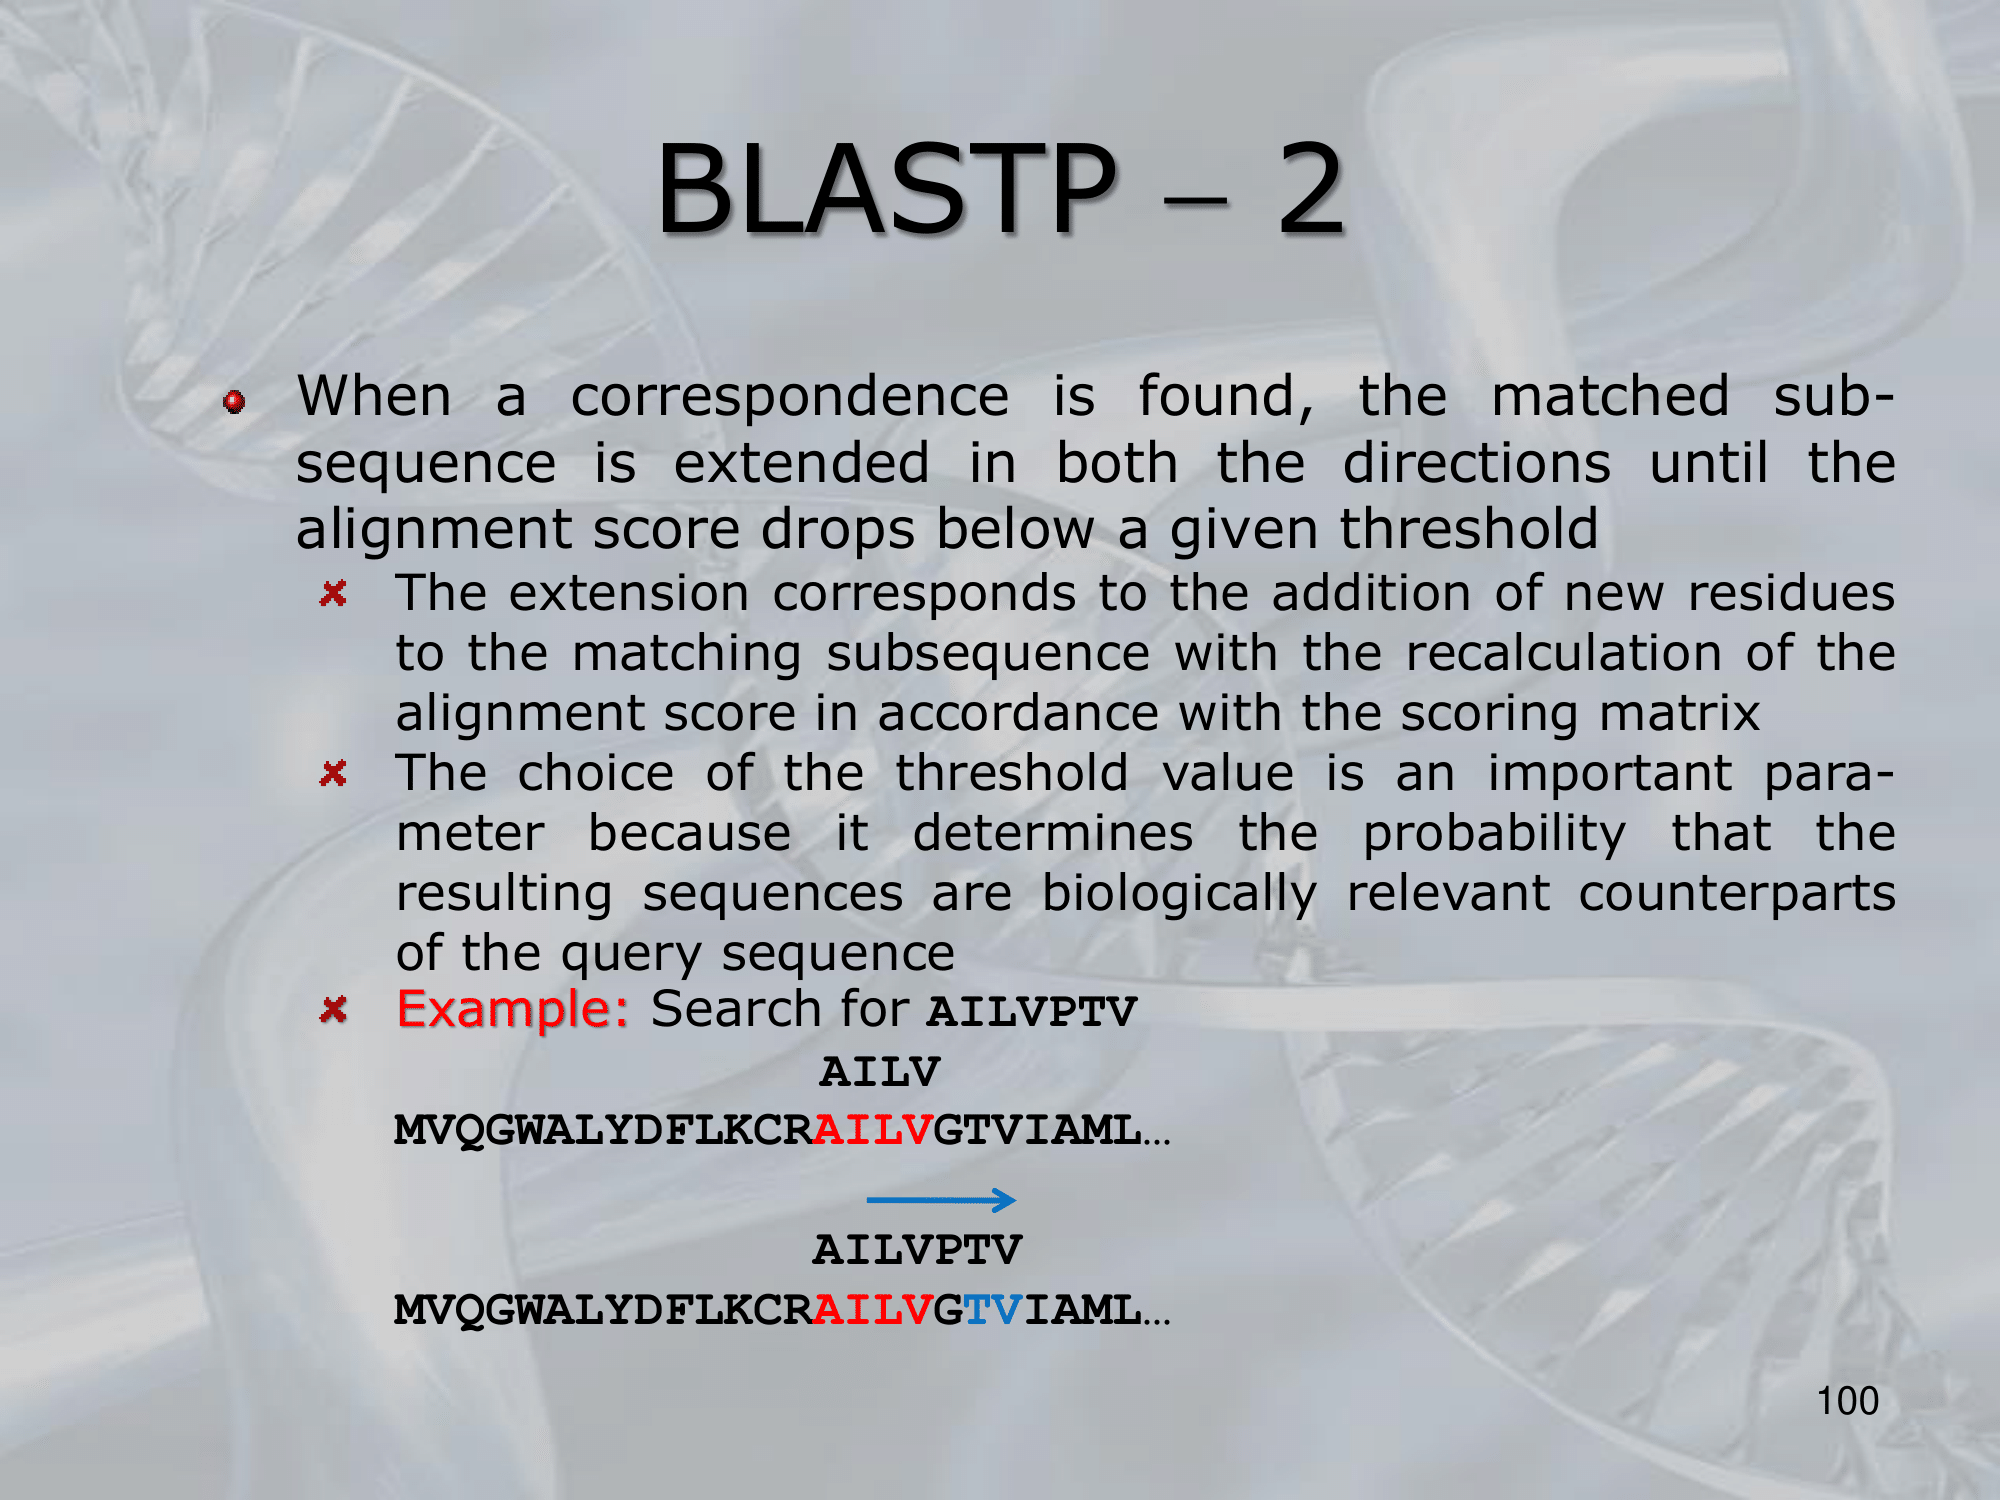 BLASTP – 2
When a correspondence is found, the matched sub-
sequence is extended in both the directions until the
alignment score drops below a given threshold
The extension corresponds to the addition of new residues
to the matching subsequence with the recalculation of the
alignment score in accordance with the scoring matrix
The choice of the threshold value is an important para-
meter because it determines the probability that the
resulting sequences are biologically relevant counterparts
of the query sequence
Example: Search for AILVPTV
AILV
MVQGWALYDFLKCRAILVGTVIAML…
AILVPTV
MVQGWALYDFLKCRAILVGTVIAML…
100